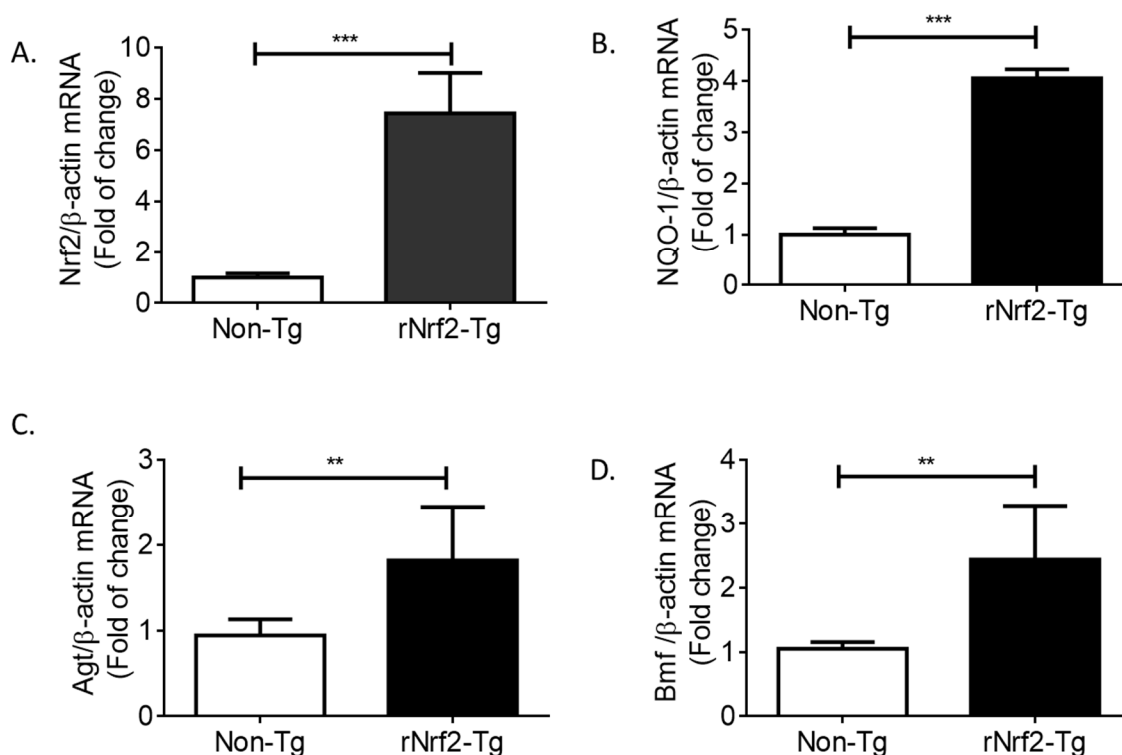 A.
Nrf2/β-actin mRNA
(Fold of change)
10
8
6
4
2
0
***
Non-Tg
rNrf2-Tg
B.
NQO-1/β-actin mRNA
(Fold of change)
5
4
3
2
1
0
***
Non-Tg
rNrf2-Tg
C.
Agt/β-actin mRNA
(Fold of change)
3
2
1
0
**
Non-Tg
rNrf2-Tg
D.
Bmf /β-actin mRNA
(Fold change)
4
3
2
1
0
**
Non-Tg
rNrf2-Tg